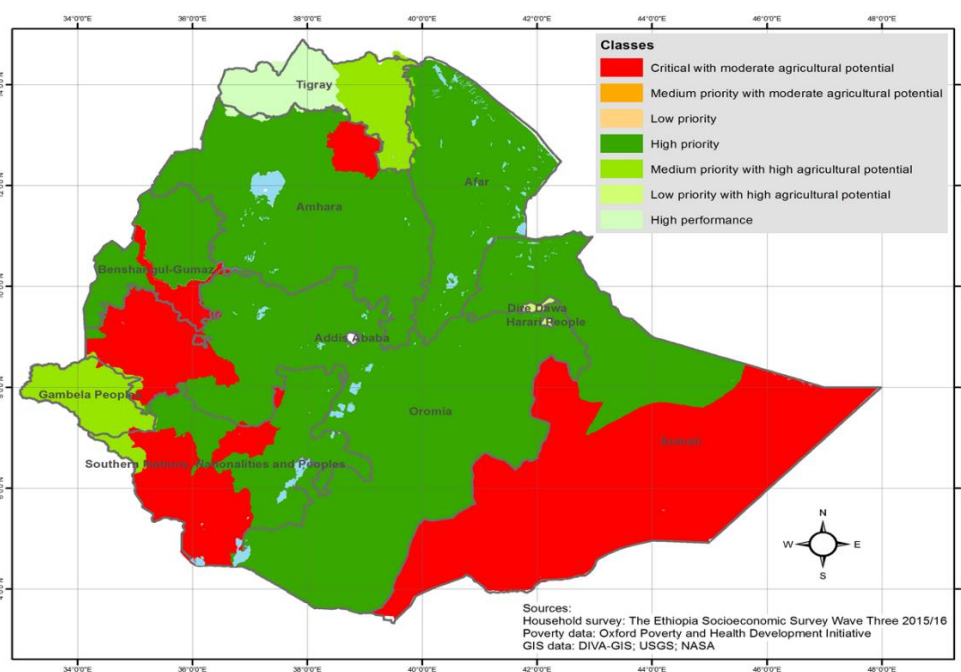 34°0'0"E 36°0'0"E 38°0'0"E 40°0'0"E 42°0'0"E 44°0'0"E 46°0'0"E 48°0'0"E
Classes
Critical with moderate agricultural potential
Medium priority with moderate agricultural potential
Low priority
High priority
Medium priority with high agricultural potential
Low priority with high agricultural potential
High performance
Tigray
Afar
Amhara
Benshangul-Gumaz
Dire Dawa
Harari People
Addis Ababa
Gambela People
Oromia
Somali
Southern Nations, Nationalities and Peoples
N
W E
S
Sources:
Household survey: The Ethiopia Socioeconomic Survey Wave Three 2015/16
Poverty data: Oxford Poverty and Health Development Initiative
GIS data: DIVA-GIS; USGS; NASA
34°0'0"E 36°0'0"E 38°0'0"E 40°0'0"E 42°0'0"E 44°0'0"E 46°0'0"E 48°0'0"E